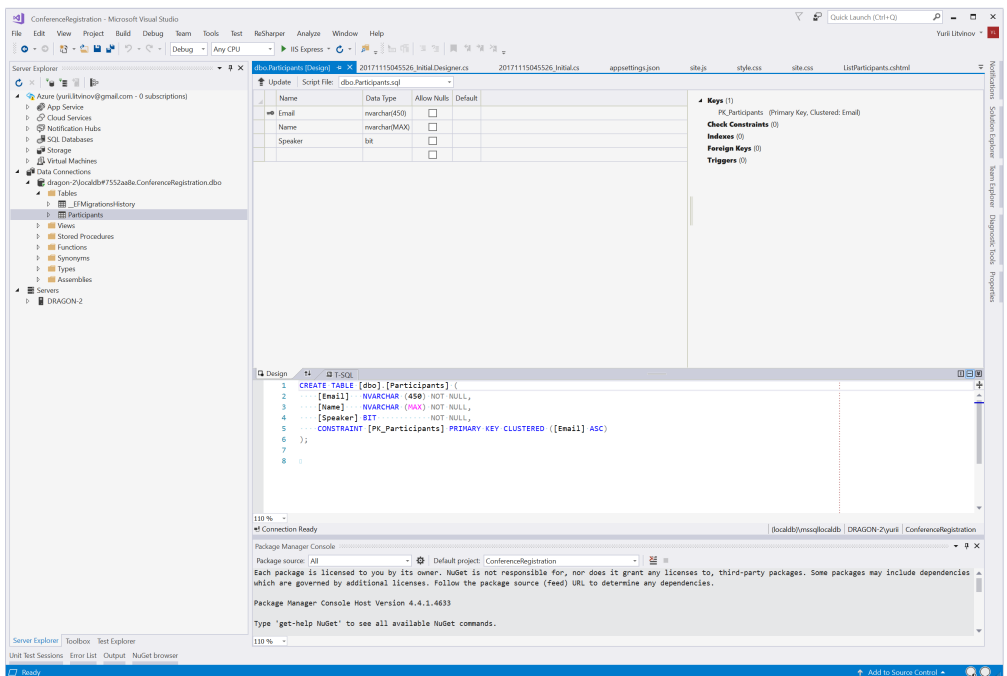 ConferenceRegistration - Microsoft Visual Studio
Quick Launch (Ctrl+Q)
File Edit View Project Build Debug Team Tools Test ReSharper Analyze Window Help
Yurii Litvinov
YL
Debug Any CPU IIS Express
Server Explorer
dbo.Participants [Design] 20171115045526_Initial.Designer.cs 20171115045526_Initial.cs appsettings.json site.js style.css site.css ListParticipants.cshtml
Update Script File: dbo.Participants.sql
Azure (yurii.litvinov@gmail.com - 0 subscriptions)
App Service
Cloud Services
Notification Hubs
SQL Databases
Storage
Virtual Machines
Data Connections
dragon-2\localdb#7552aa8e.ConferenceRegistration.dbo
Tables
__EFMigrationsHistory
Participants
Views
Stored Procedures
Functions
Synonyms
Types
Assemblies
Servers
DRAGON-2
Name Data Type Allow Nulls Default
Email nvarchar(450)
Name nvarchar(MAX)
Speaker bit
Keys (1)
PK_Participants (Primary Key, Clustered: Email)
Check Constraints (0)
Indexes (0)
Foreign Keys (0)
Triggers (0)
Notifications
Solution Explorer
Team Explorer
Diagnostic Tools
Properties
Design T-SQL
1 CREATE TABLE [dbo].[Participants] (
2 [Email] NVARCHAR (450) NOT NULL,
3 [Name] NVARCHAR (MAX) NOT NULL,
4 [Speaker] BIT NOT NULL,
5 CONSTRAINT [PK_Participants] PRIMARY KEY CLUSTERED ([Email] ASC)
6 );
7
8
110 %
Connection Ready (localdb)\mssqllocaldb DRAGON-2\yurii ConferenceRegistration
Package Manager Console
Package source: All Default project: ConferenceRegistration
Each package is licensed to you by its owner. NuGet is not responsible for, nor does it grant any licenses to, third-party packages. Some packages may include dependencies
which are governed by additional licenses. Follow the package source (feed) URL to determine any dependencies.
Package Manager Console Host Version 4.4.1.4633
Type 'get-help NuGet' to see all available NuGet commands.
110 %
Server Explorer Toolbox Test Explorer
Unit Test Sessions Error List Output NuGet browser
Ready
Add to Source Control